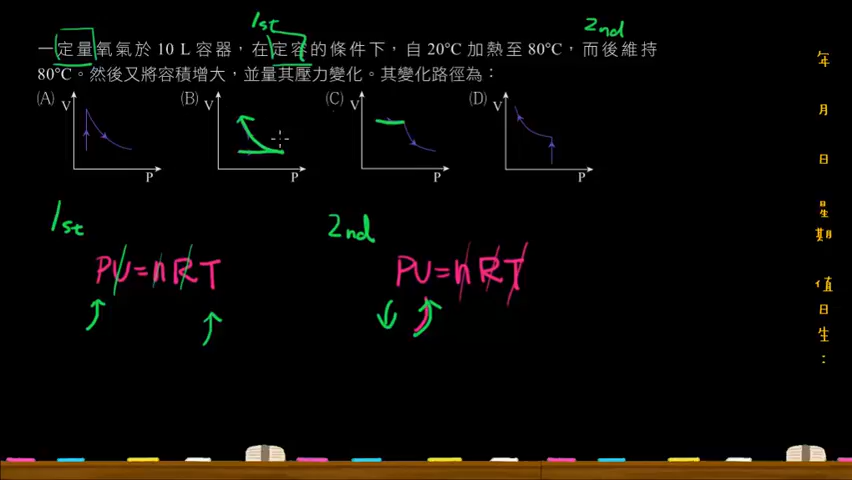 1st
2nd
一定量氧氣於 10 L 容器，在定容的條件下，自 20°C 加熱至 80°C，而後維持
80°C。然後又將容積增大，並量其壓力變化。其變化路徑為：
(A) V P
(B) V P
(C) V P
(D) V P
1st
PV=nRT
2nd
PV=nRT
年
月
日
星
期
值
日
生
：